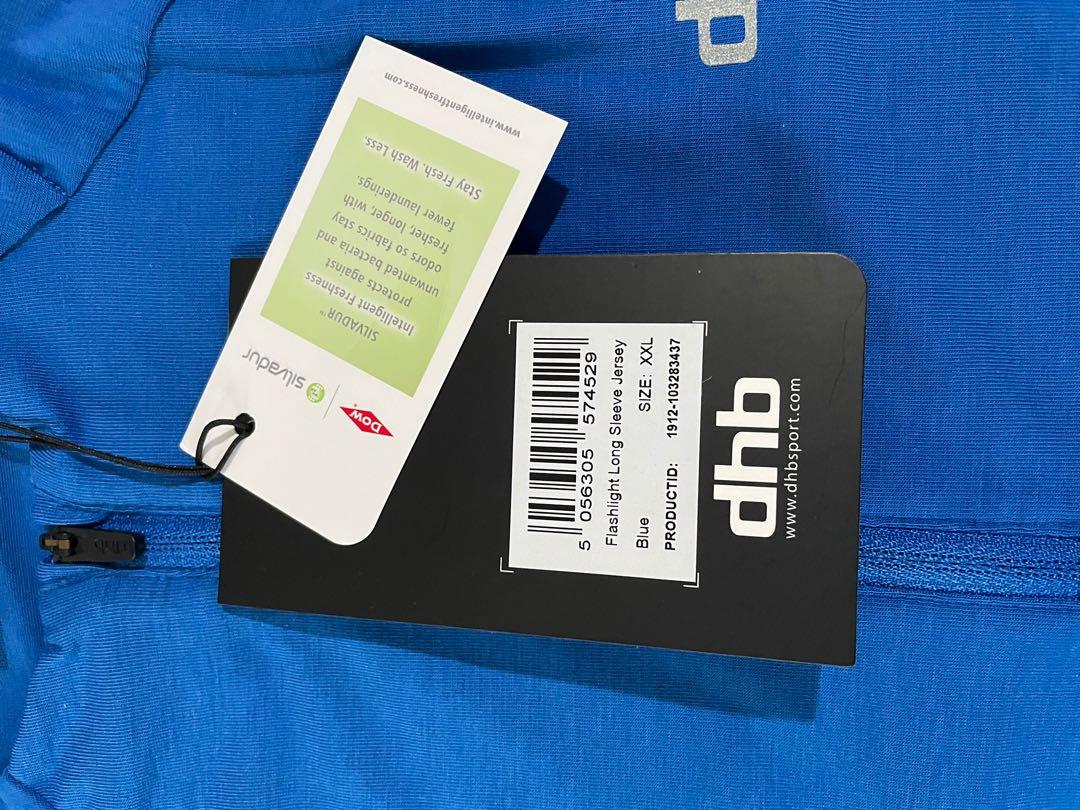 dhb
Dow®
silvadur
SILVADUR™
Intelligent Freshness
protects against
unwanted bacteria and
odors so fabrics stay
fresher, longer, with
fewer launderings.
Stay Fresh. Wash Less.
www.intelligentfreshness.com
5 056305 574529
Flashlight Long Sleeve Jersey
Blue SIZE: XXL
PRODUCTID: 1912-103283437
dhb
www.dhbsport.com